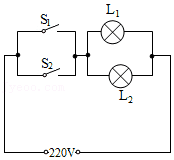 S₁ L₁
S₂
L₂
220V